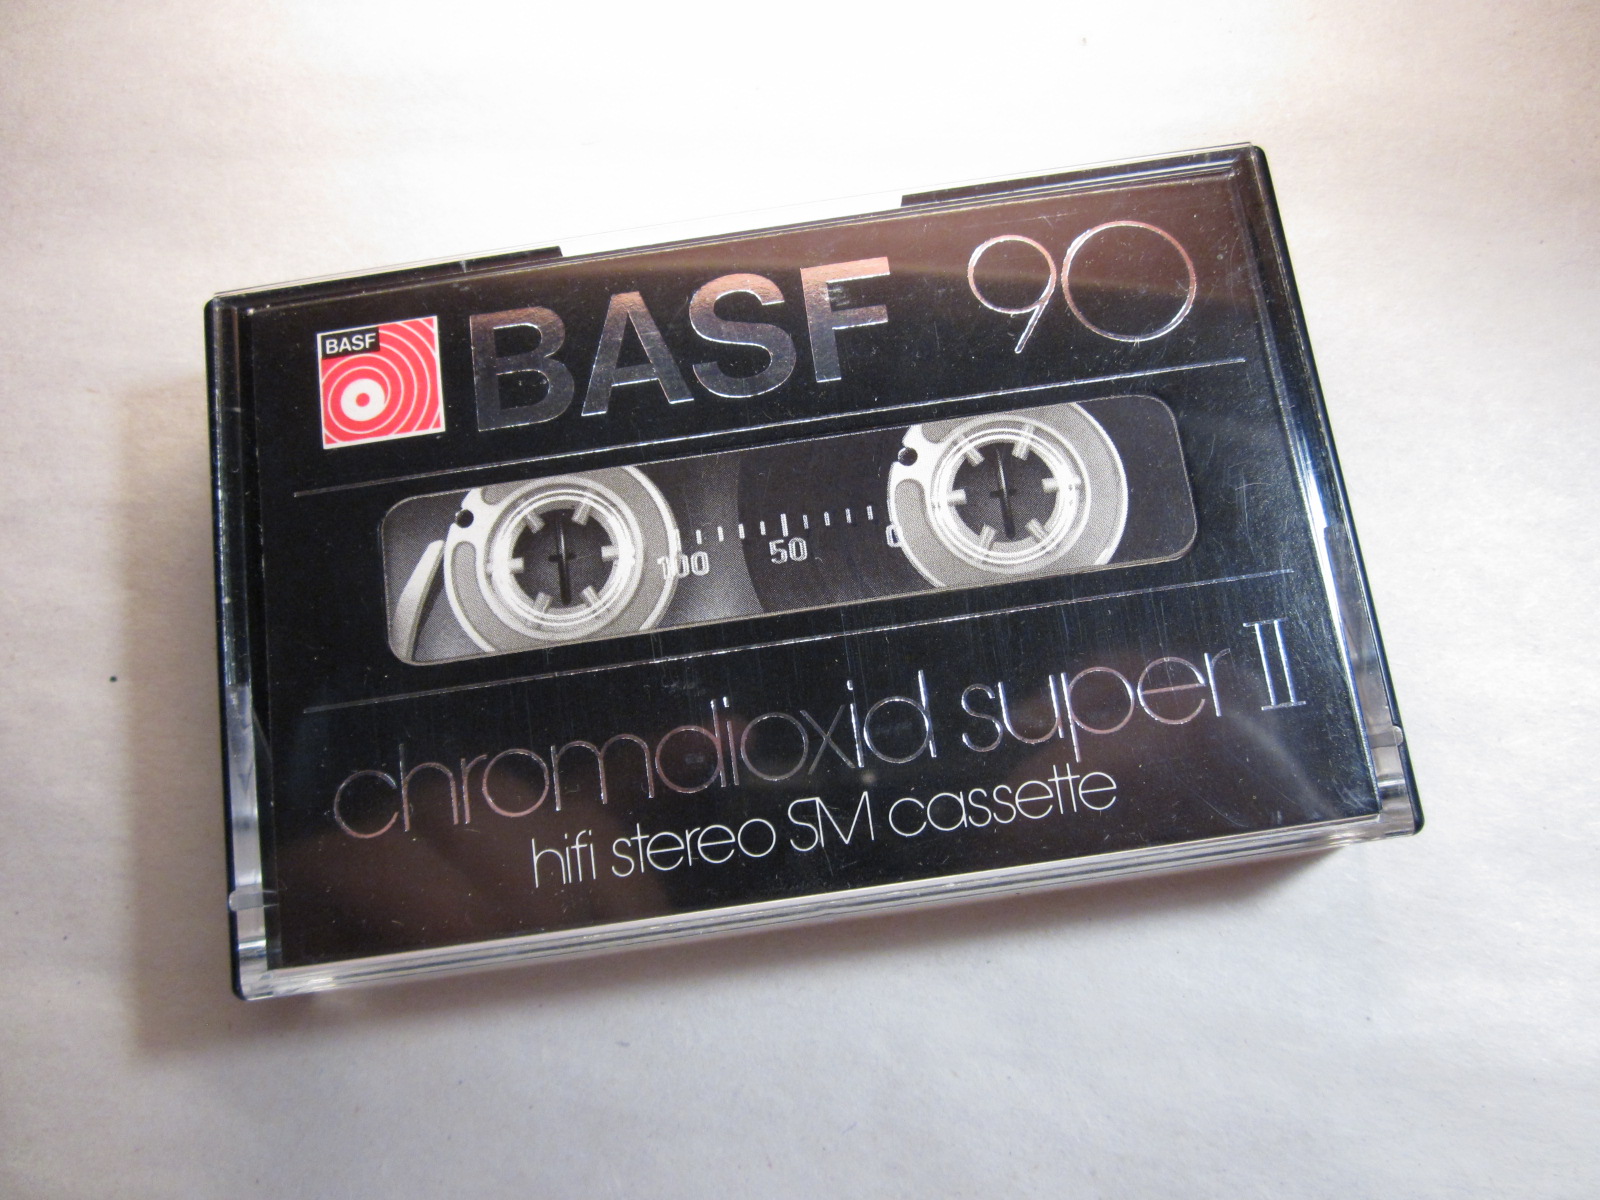 BASF
BASF 90
100 50 0
chromdioxid super II
hifi stereo SM cassette